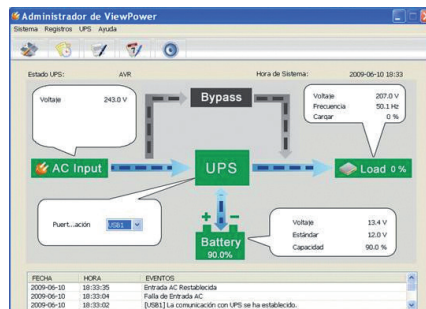 Administrador de ViewPower
Sistema Registros UPS Ayuda
Estado UPS: AVR Hora de Sistema: 2009-06-10 18:33
Voltaje 243.0 V
Bypass
Voltaje 207.0 V
Frecuencia 50.1 Hz
Cargar 0 %
AC Input
UPS
Load 0 %
Puert...ación USB1
Battery
90.0%
Voltaje 13.4 V
Estándar 12.0 V
Capacidad 90.0 %
FECHA HORA EVENTOS
2009-06-10 18:33:35 Entrada AC Restablecida
2009-06-10 18:33:04 Falla de Entrada AC
2009-06-10 18:33:02 [USB1] La comunicación con UPS se ha establecido.